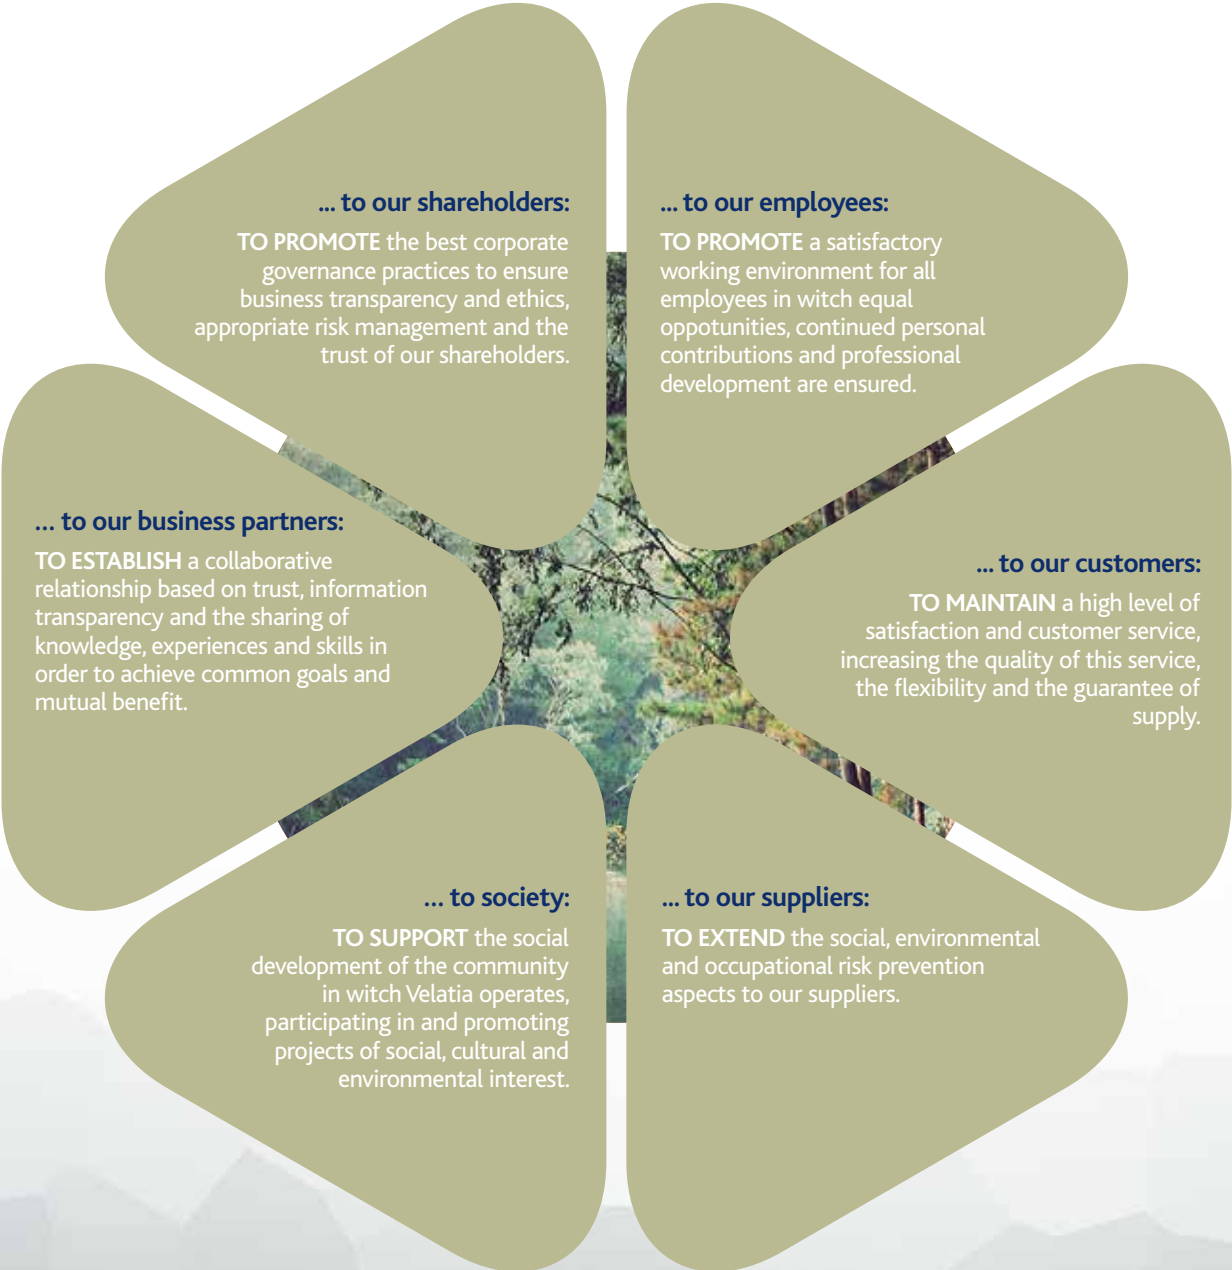 ... to our shareholders:
TO PROMOTE the best corporate
governance practices to ensure
business transparency and ethics,
appropriate risk management and the
trust of our shareholders.
... to our employees:
TO PROMOTE a satisfactory
working environment for all
employees in witch equal
oppotunities, continued personal
contributions and professional
development are ensured.
... to our business partners:
TO ESTABLISH a collaborative
relationship based on trust, information
transparency and the sharing of
knowledge, experiences and skills in
order to achieve common goals and
mutual benefit.
... to our customers:
TO MAINTAIN a high level of
satisfaction and customer service,
increasing the quality of this service,
the flexibility and the guarantee of
supply.
... to society:
TO SUPPORT the social
development of the community
in witch Velatia operates,
participating in and promoting
projects of social, cultural and
environmental interest.
... to our suppliers:
TO EXTEND the social, environmental
and occupational risk prevention
aspects to our suppliers.